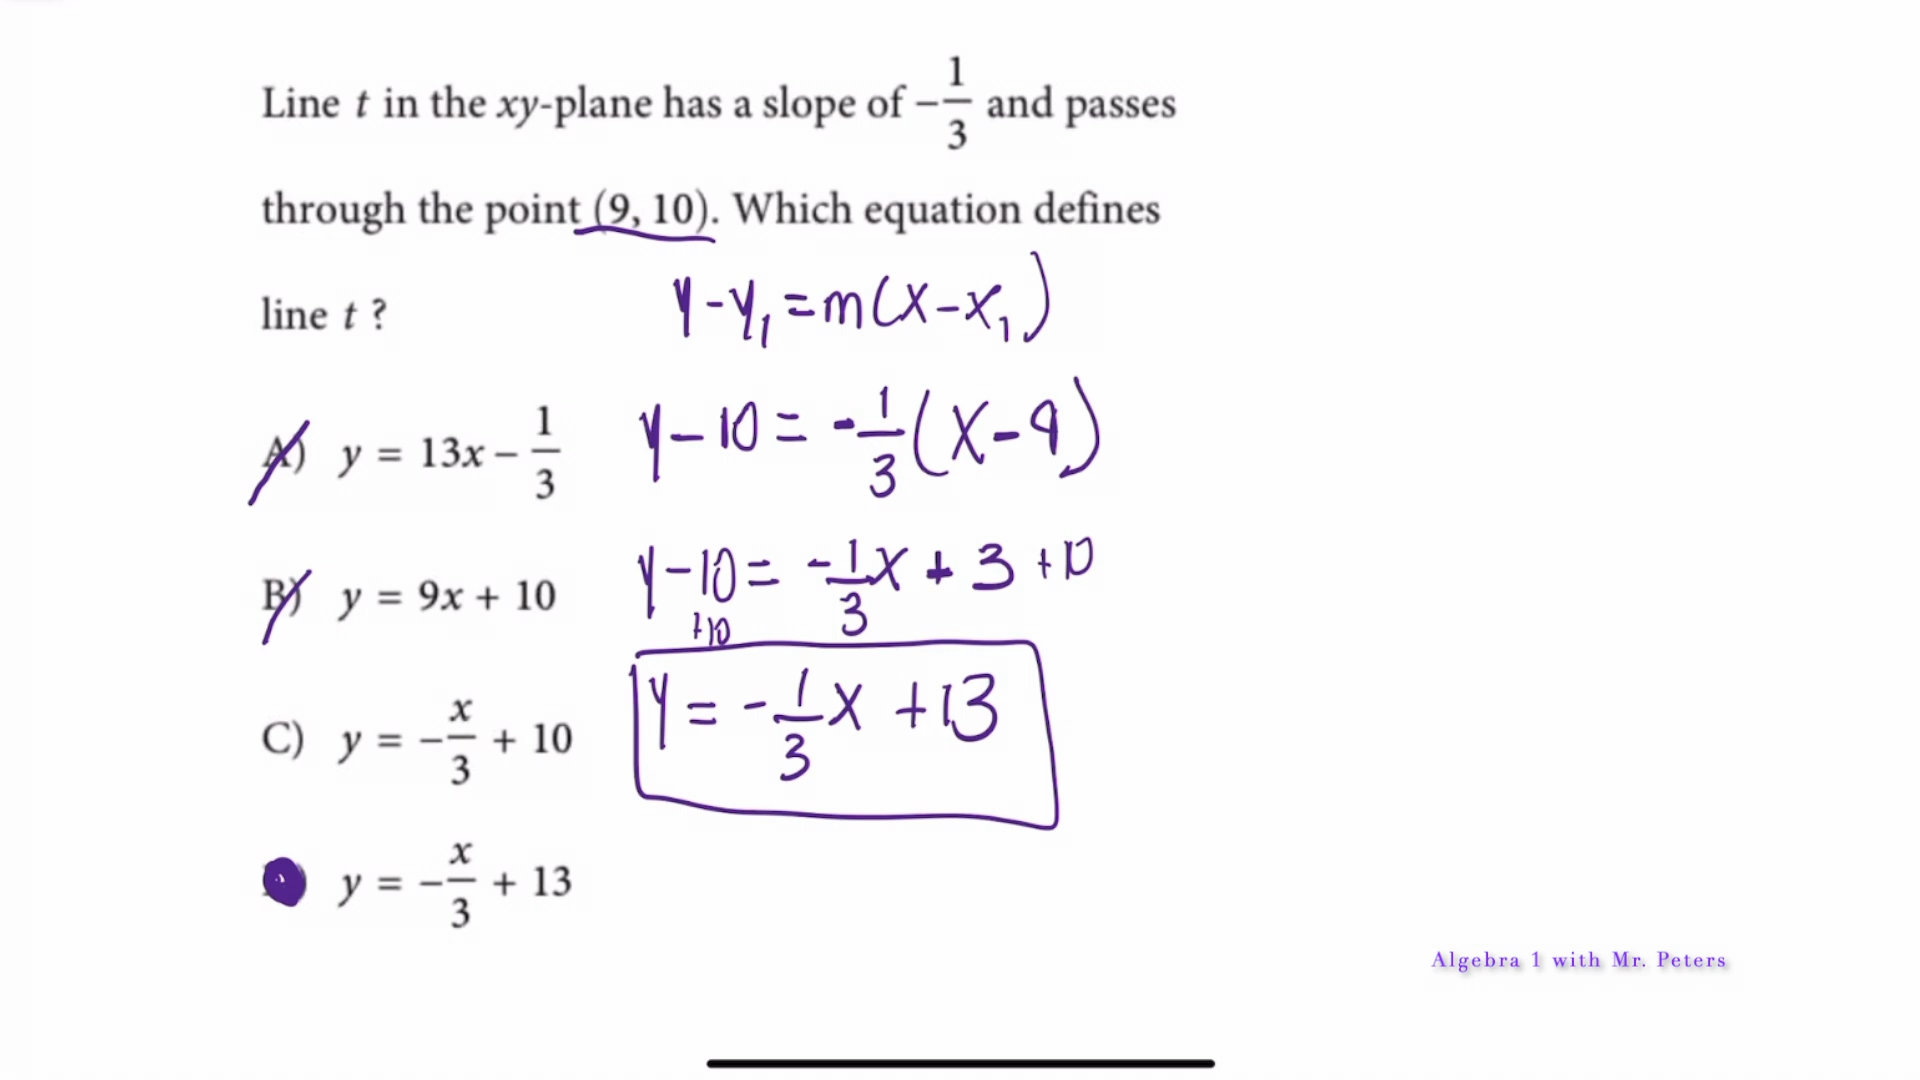 Line t in the xy-plane has a slope of −1/3 and passes
through the point (9, 10). Which equation defines
line t ?
y-y₁=m(x-x₁)
A) y = 13x − 1/3
y-10= -1/3(x-9)
B) y = 9x + 10
y-10= -1/3x + 3 +10
+10
C) y = −x/3 + 10
y = -1/3x +13
y = −x/3 + 13
Algebra 1 with Mr. Peters